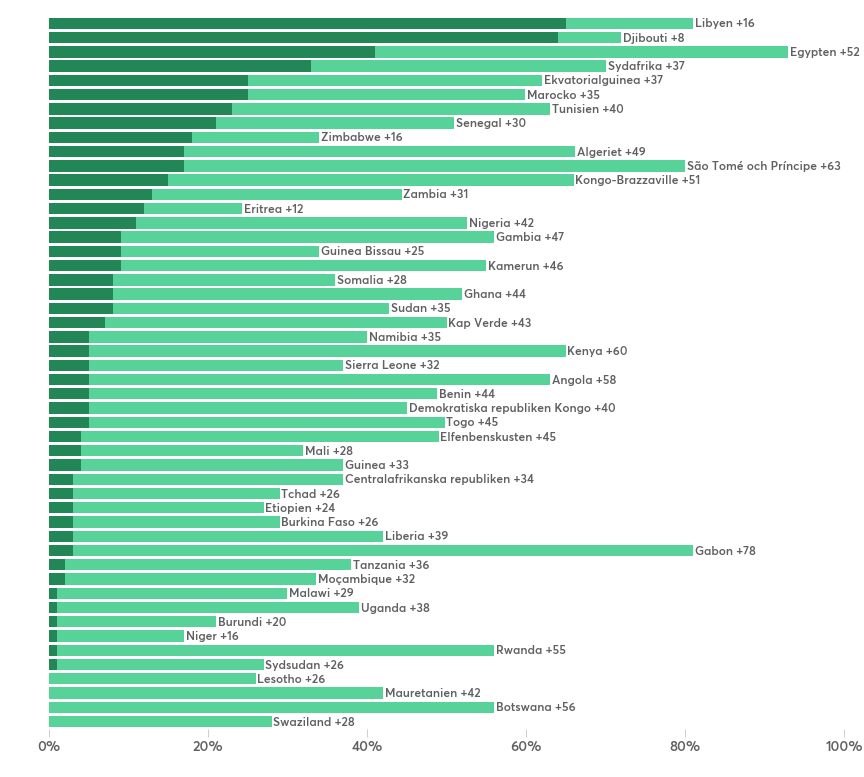 Libyen +16
Djibouti +8
Egypten +52
Sydafrika +37
Ekvatorialguinea +37
Marocko +35
Tunisien +40
Senegal +30
Zimbabwe +16
Algeriet +49
São Tomé och Príncipe +63
Kongo-Brazzaville +51
Zambia +31
Eritrea +12
Nigeria +42
Gambia +47
Guinea Bissau +25
Kamerun +46
Somalia +28
Ghana +44
Sudan +35
Kap Verde +43
Namibia +35
Kenya +60
Sierra Leone +32
Angola +58
Benin +44
Demokratiska republiken Kongo +40
Togo +45
Elfenbenskusten +45
Mali +28
Guinea +33
Centralafrikanska republiken +34
Tchad +26
Etiopien +24
Burkina Faso +26
Liberia +39
Gabon +78
Tanzania +36
Moçambique +32
Malawi +29
Uganda +38
Burundi +20
Niger +16
Rwanda +55
Sydsudan +26
Lesotho +26
Mauretanien +42
Botswana +56
Swaziland +28
0% 20% 40% 60% 80% 100%